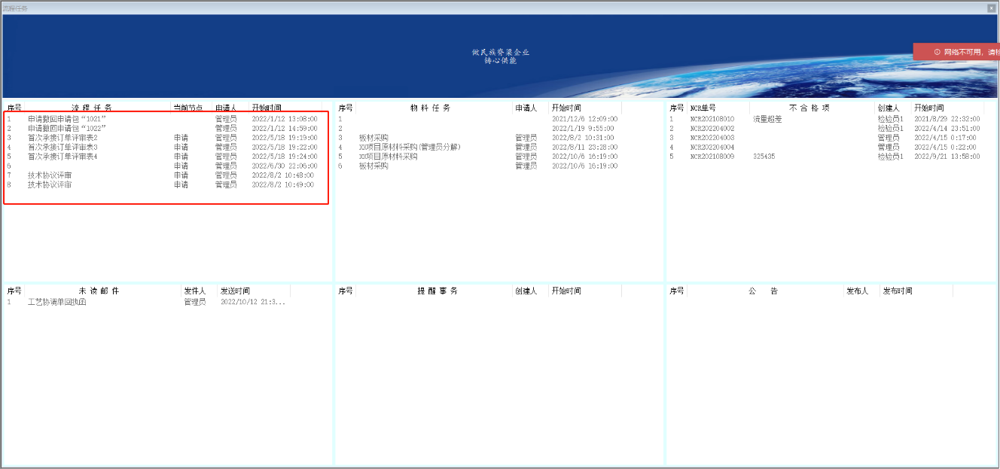 流程任务
做民族脊梁企业
铸心供能
网络不可用，请检
序号 流 程 任 务 当前节点 申请人 开始时间
1 申请撤回申请包“1021” 管理员 2022/1/12 13:08:00
2 申请撤回申请包“1022” 管理员 2022/1/12 14:59:00
3 首次承接订单评审表2 申请 管理员 2022/5/18 19:19:00
4 首次承接订单评审表3 申请 管理员 2022/5/18 19:22:00
5 首次承接订单评审表4 申请 管理员 2022/5/18 19:24:00
6 申请 管理员 2022/6/30 22:06:00
7 技术协议评审 申请 管理员 2022/8/2 10:48:00
8 技术协议评审 申请 管理员 2022/8/2 10:49:00
序号 物 料 任 务 申请人 开始时间
1 2021/12/6 12:09:00
2 2022/1/19 9:55:00
3 板材采购 管理员 2022/8/2 10:31:00
4 XX项目原材料采购(管理员分解) 管理员 2022/8/11 23:28:00
5 XX项目原材料采购 管理员 2022/10/6 16:19:00
6 板材采购 管理员 2022/10/6 16:19:00
序号 NCR单号 不 合 格 项 创建人 开始时间
1 NCR202108010 流量超差 检验员1 2021/8/29 22:32:00
2 NCR202204002 检验员1 2022/4/14 23:51:00
3 NCR202204003 管理员 2022/4/15 0:17:00
4 NCR202204004 管理员 2022/4/15 0:22:00
5 NCR202108009 325435 检验员1 2022/9/21 13:58:00
序号 未 读 邮 件 发件人 发送时间
1 工艺协调单回执函 管理员 2022/10/12 21:3...
序号 提 醒 事 务 创建人 开始时间
序号 公 告 发布人 发布时间